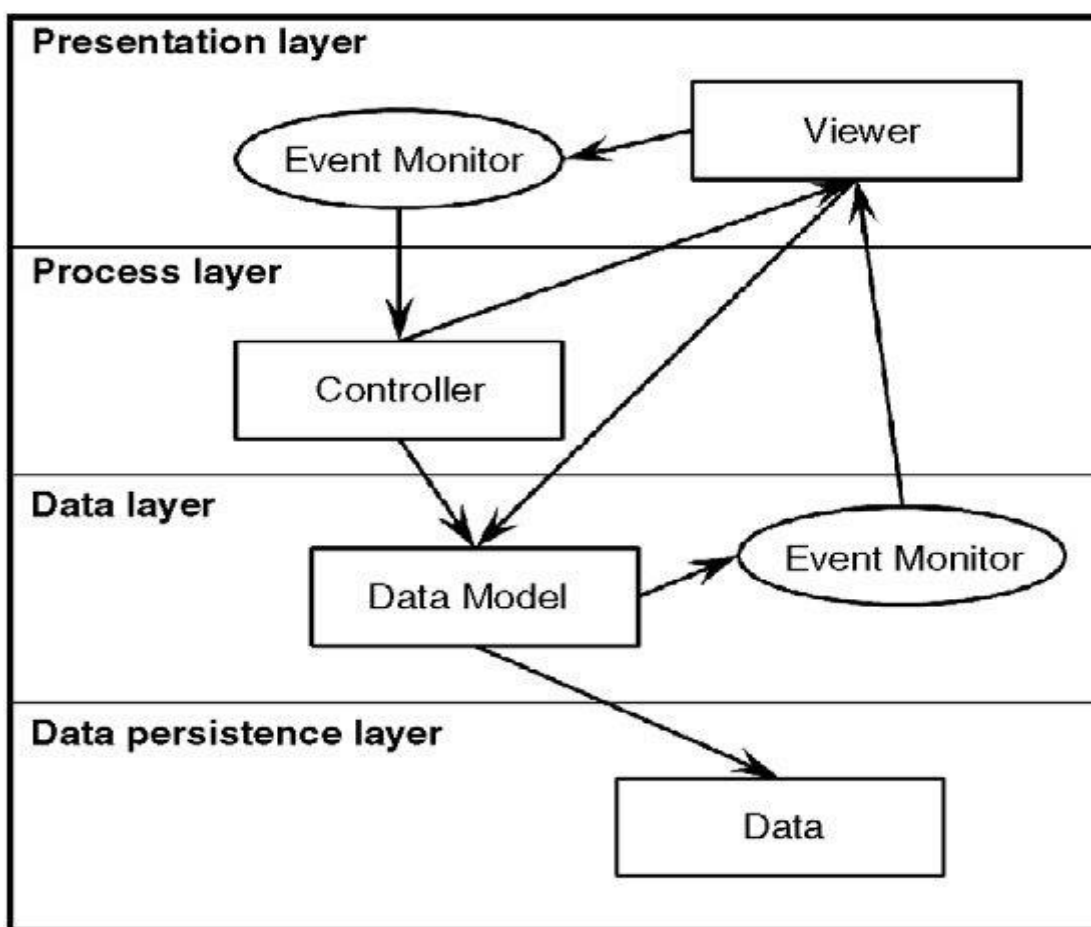 Presentation layer
Viewer
Event Monitor
Process layer
Controller
Data layer
Event Monitor
Data Model
Data persistence layer
Data